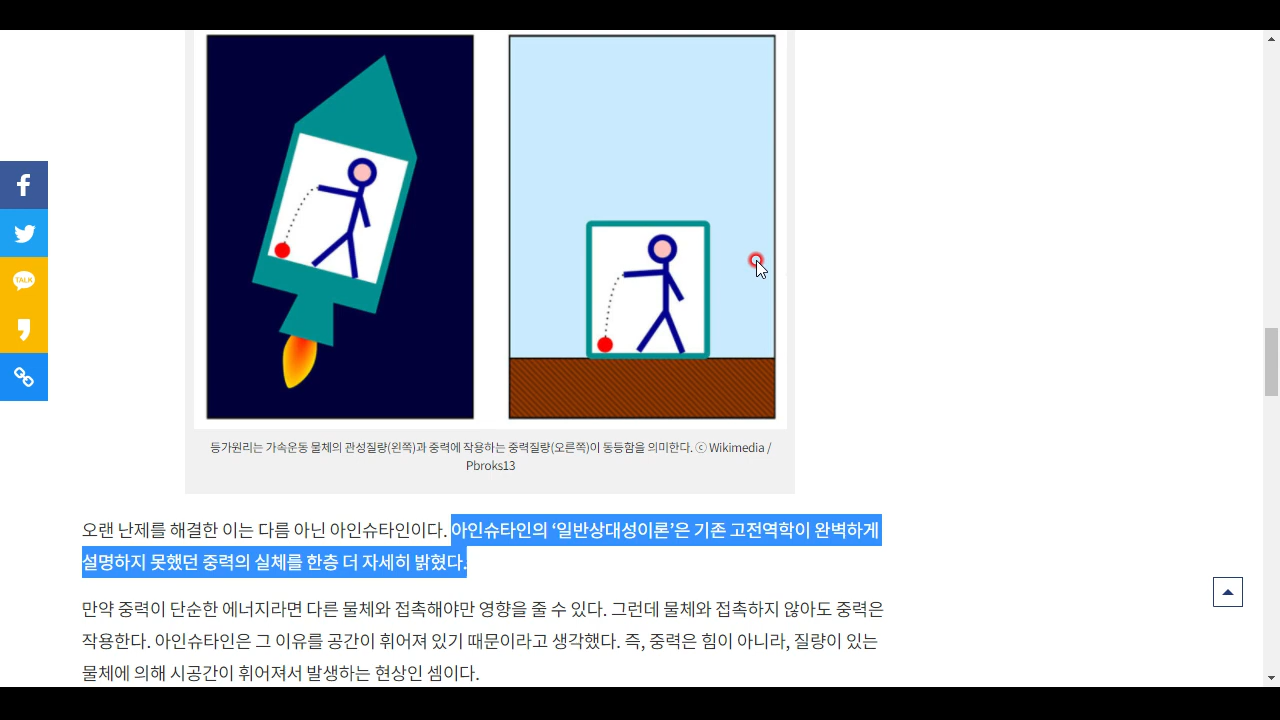 TALK
등가원리는 가속운동 물체의 관성질량(왼쪽)과 중력에 작용하는 중력질량(오른쪽)이 동등함을 의미한다. ⓒ Wikimedia /
Pbroks13
오랜 난제를 해결한 이는 다름 아닌 아인슈타인이다. 아인슈타인의 ‘일반상대성이론’은 기존 고전역학이 완벽하게
설명하지 못했던 중력의 실체를 한층 더 자세히 밝혔다.
만약 중력이 단순한 에너지라면 다른 물체와 접촉해야만 영향을 줄 수 있다. 그런데 물체와 접촉하지 않아도 중력은
작용한다. 아인슈타인은 그 이유를 공간이 휘어져 있기 때문이라고 생각했다. 즉, 중력은 힘이 아니라, 질량이 있는
물체에 의해 시공간이 휘어져서 발생하는 현상인 셈이다.